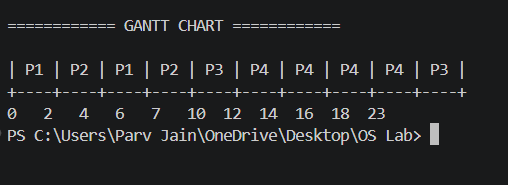 ============ GANTT CHART ============
| P1 | P2 | P1 | P2 | P3 | P4 | P4 | P4 | P4 | P3 |
+----+----+----+----+----+----+----+----+----+----+
0   2   4   6   7   10  12  14  16  18  23
PS C:\Users\Parv Jain\OneDrive\Desktop\OS Lab>